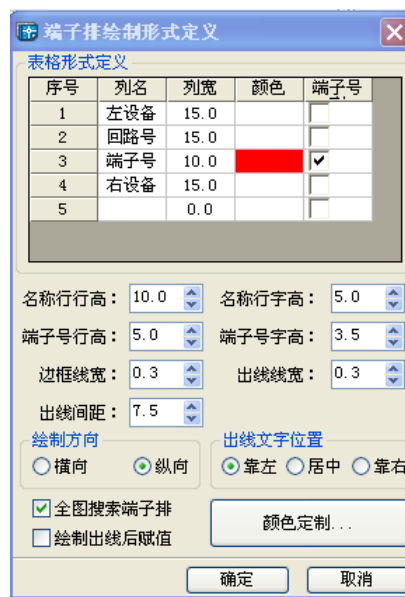 端子排绘制形式定义
表格形式定义
序号 列名 列宽 颜色 端子号
1 左设备 15.0
2 回路号 15.0
3 端子号 10.0
4 右设备 15.0
5 0.0
名称行行高： 10.0 名称行字高： 5.0
端子号行高： 5.0 端子号字高： 3.5
边框线宽： 0.3 出线线宽： 0.3
出线间距： 7.5
绘制方向 出线文字位置
横向 纵向 靠左 居中 靠右
全图搜索端子排
绘制出线后赋值
颜色定制...
确定 取消